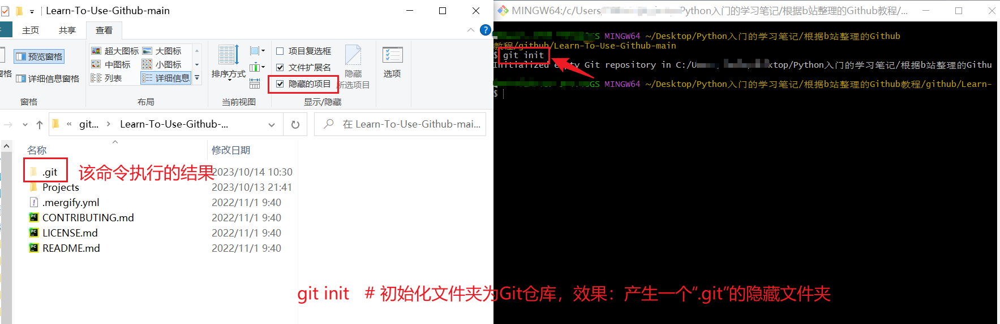 Learn-To-Use-Github-main
主页 共享 查看
预览窗格
详细信息窗格
窗格
超大图标 大图标
中图标 小图标
列表 详细信息
布局
排序方式
当前视图
项目复选框
文件扩展名
隐藏的项目
隐藏
所选项目
显示/隐藏
选项
« git... › Learn-To-Use-Github-...
在 Learn-To-Use-Github-mai...
名称 修改日期
.git 2023/10/14 10:30
该命令执行的结果
Projects 2023/10/13 21:41
.mergify.yml 2022/11/1 9:40
CONTRIBUTING.md 2022/11/1 9:40
LICENSE.md 2022/11/1 9:40
README.md 2022/11/1 9:40
MINGW64:/c/Users /Python入门的学习笔记/根据b站整理的Github教程/...
GS MINGW64 ~/Desktop/Python入门的学习笔记/根据b站整理的Github
教程/github/Learn-To-Use-Github-main
$ git init
Initialized empty Git repository in C:/U ktop/Python入门的学习笔记/根据b站整理的Githu
GS MINGW64 ~/Desktop/Python入门的学习笔记/根据b站整理的Github教程/github/Learn-
$
git init # 初始化文件夹为Git仓库，效果：产生一个“.git”的隐藏文件夹